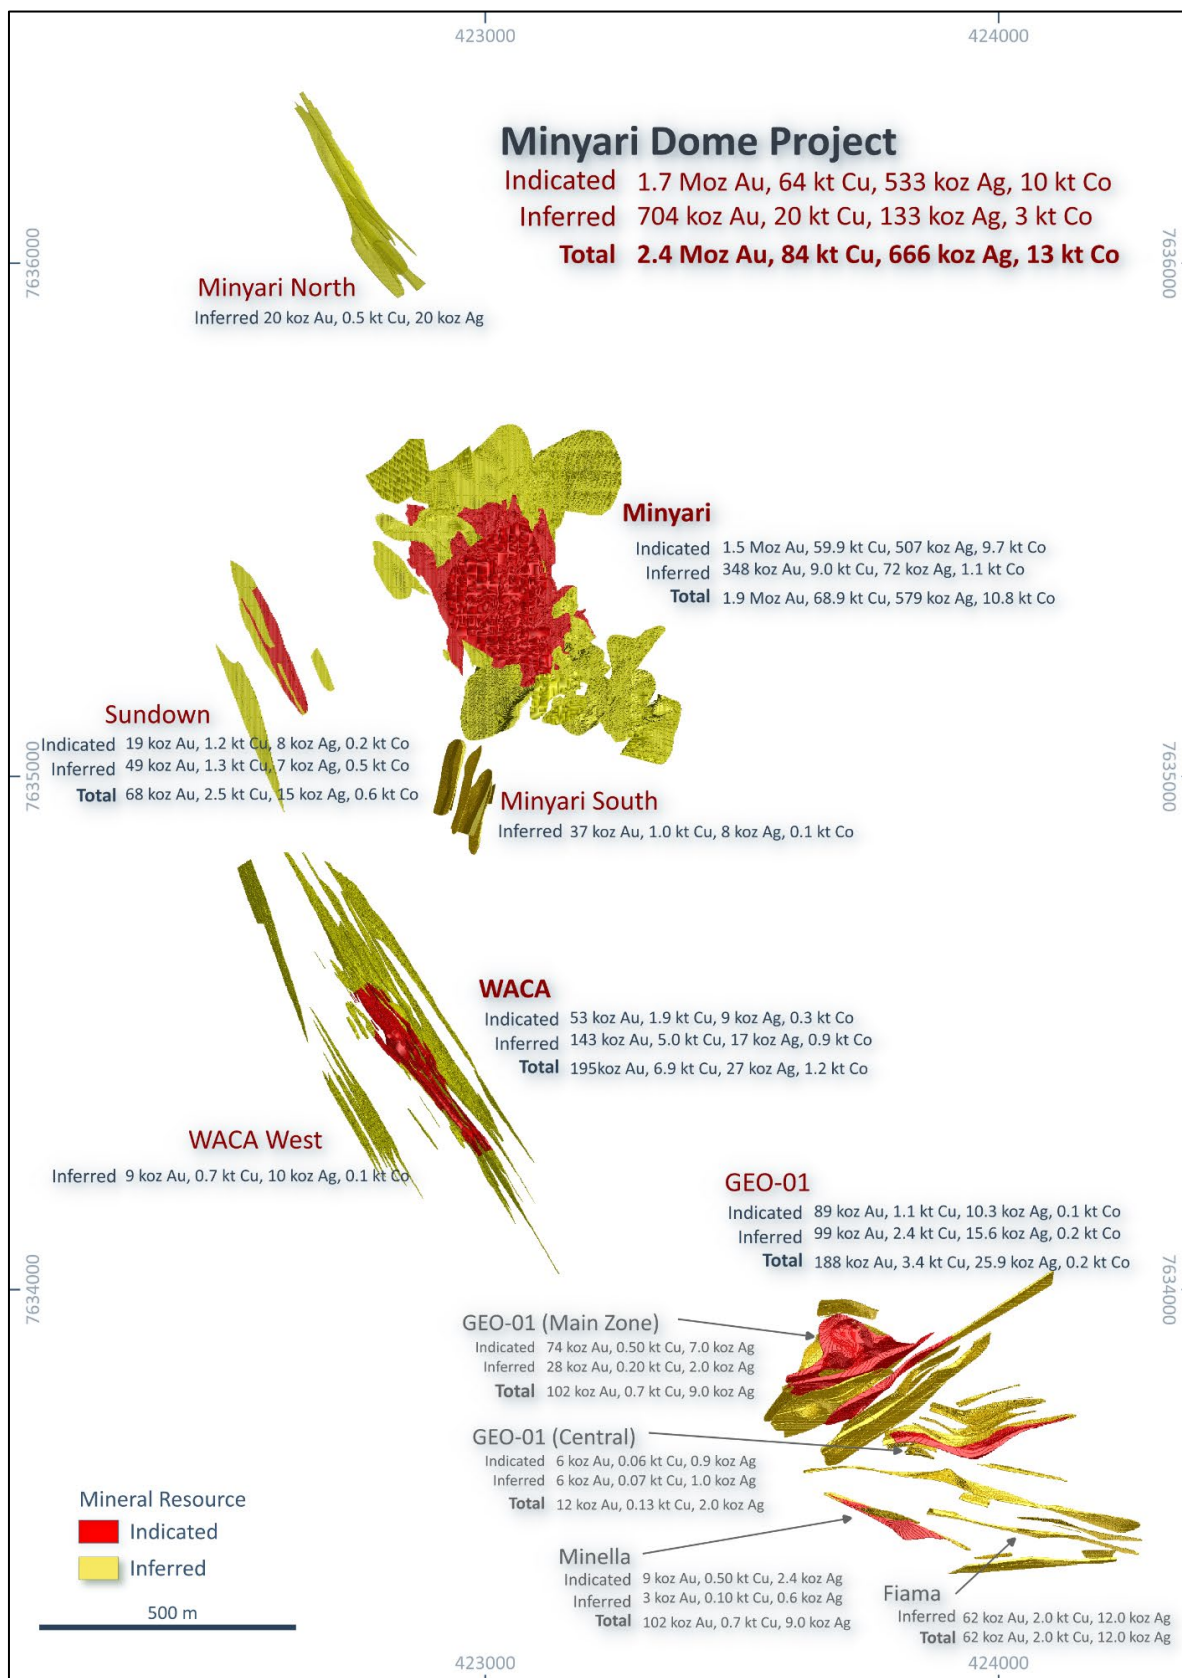 423000
424000
Minyari Dome Project
Indicated 1.7 Moz Au, 64 kt Cu, 533 koz Ag, 10 kt Co
Inferred 704 koz Au, 20 kt Cu, 133 koz Ag, 3 kt Co
Total 2.4 Moz Au, 84 kt Cu, 666 koz Ag, 13 kt Co
7636000
7636000
Minyari North
Inferred 20 koz Au, 0.5 kt Cu, 20 koz Ag
Minyari
Indicated 1.5 Moz Au, 59.9 kt Cu, 507 koz Ag, 9.7 kt Co
Inferred 348 koz Au, 9.0 kt Cu, 72 koz Ag, 1.1 kt Co
Total 1.9 Moz Au, 68.9 kt Cu, 579 koz Ag, 10.8 kt Co
Sundown
Indicated 19 koz Au, 1.2 kt Cu, 8 koz Ag, 0.2 kt Co
Inferred 49 koz Au, 1.3 kt Cu, 7 koz Ag, 0.5 kt Co
Total 68 koz Au, 2.5 kt Cu, 15 koz Ag, 0.6 kt Co
7635000
7635000
Minyari South
Inferred 37 koz Au, 1.0 kt Cu, 8 koz Ag, 0.1 kt Co
WACA
Indicated 53 koz Au, 1.9 kt Cu, 9 koz Ag, 0.3 kt Co
Inferred 143 koz Au, 5.0 kt Cu, 17 koz Ag, 0.9 kt Co
Total 195koz Au, 6.9 kt Cu, 27 koz Ag, 1.2 kt Co
WACA West
Inferred 9 koz Au, 0.7 kt Cu, 10 koz Ag, 0.1 kt Co
GEO-01
Indicated 89 koz Au, 1.1 kt Cu, 10.3 koz Ag, 0.1 kt Co
Inferred 99 koz Au, 2.4 kt Cu, 15.6 koz Ag, 0.2 kt Co
Total 188 koz Au, 3.4 kt Cu, 25.9 koz Ag, 0.2 kt Co
7634000
7634000
GEO-01 (Main Zone)
Indicated 74 koz Au, 0.50 kt Cu, 7.0 koz Ag
Inferred 28 koz Au, 0.20 kt Cu, 2.0 koz Ag
Total 102 koz Au, 0.7 kt Cu, 9.0 koz Ag
GEO-01 (Central)
Indicated 6 koz Au, 0.06 kt Cu, 0.9 koz Ag
Inferred 6 koz Au, 0.07 kt Cu, 1.0 koz Ag
Total 12 koz Au, 0.13 kt Cu, 2.0 koz Ag
Minella
Indicated 9 koz Au, 0.50 kt Cu, 2.4 koz Ag
Inferred 3 koz Au, 0.10 kt Cu, 0.6 koz Ag
Total 102 koz Au, 0.7 kt Cu, 9.0 koz Ag
Fiama
Inferred 62 koz Au, 2.0 kt Cu, 12.0 koz Ag
Total 62 koz Au, 2.0 kt Cu, 12.0 koz Ag
Mineral Resource
Indicated
Inferred
500 m
423000
424000